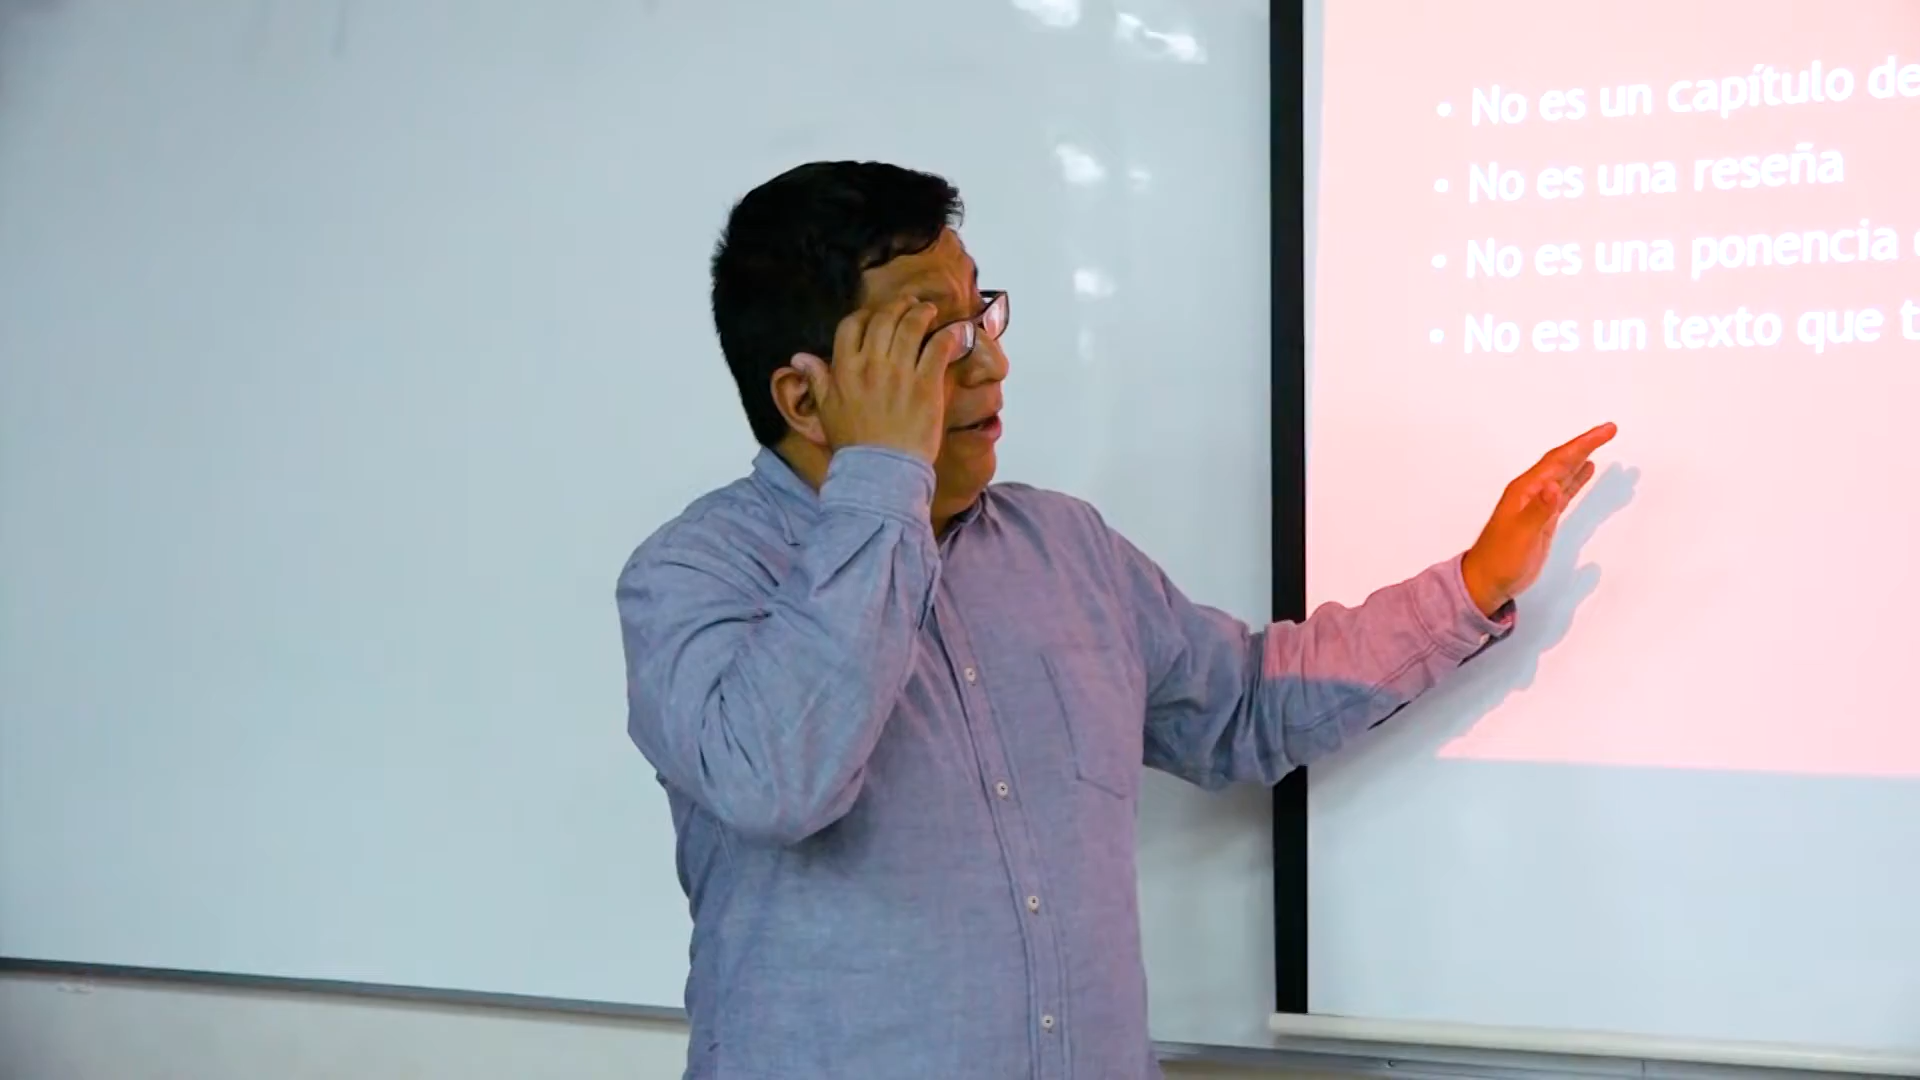 • No es un capítulo de
• No es una reseña
• No es una ponencia
• No es un texto que t